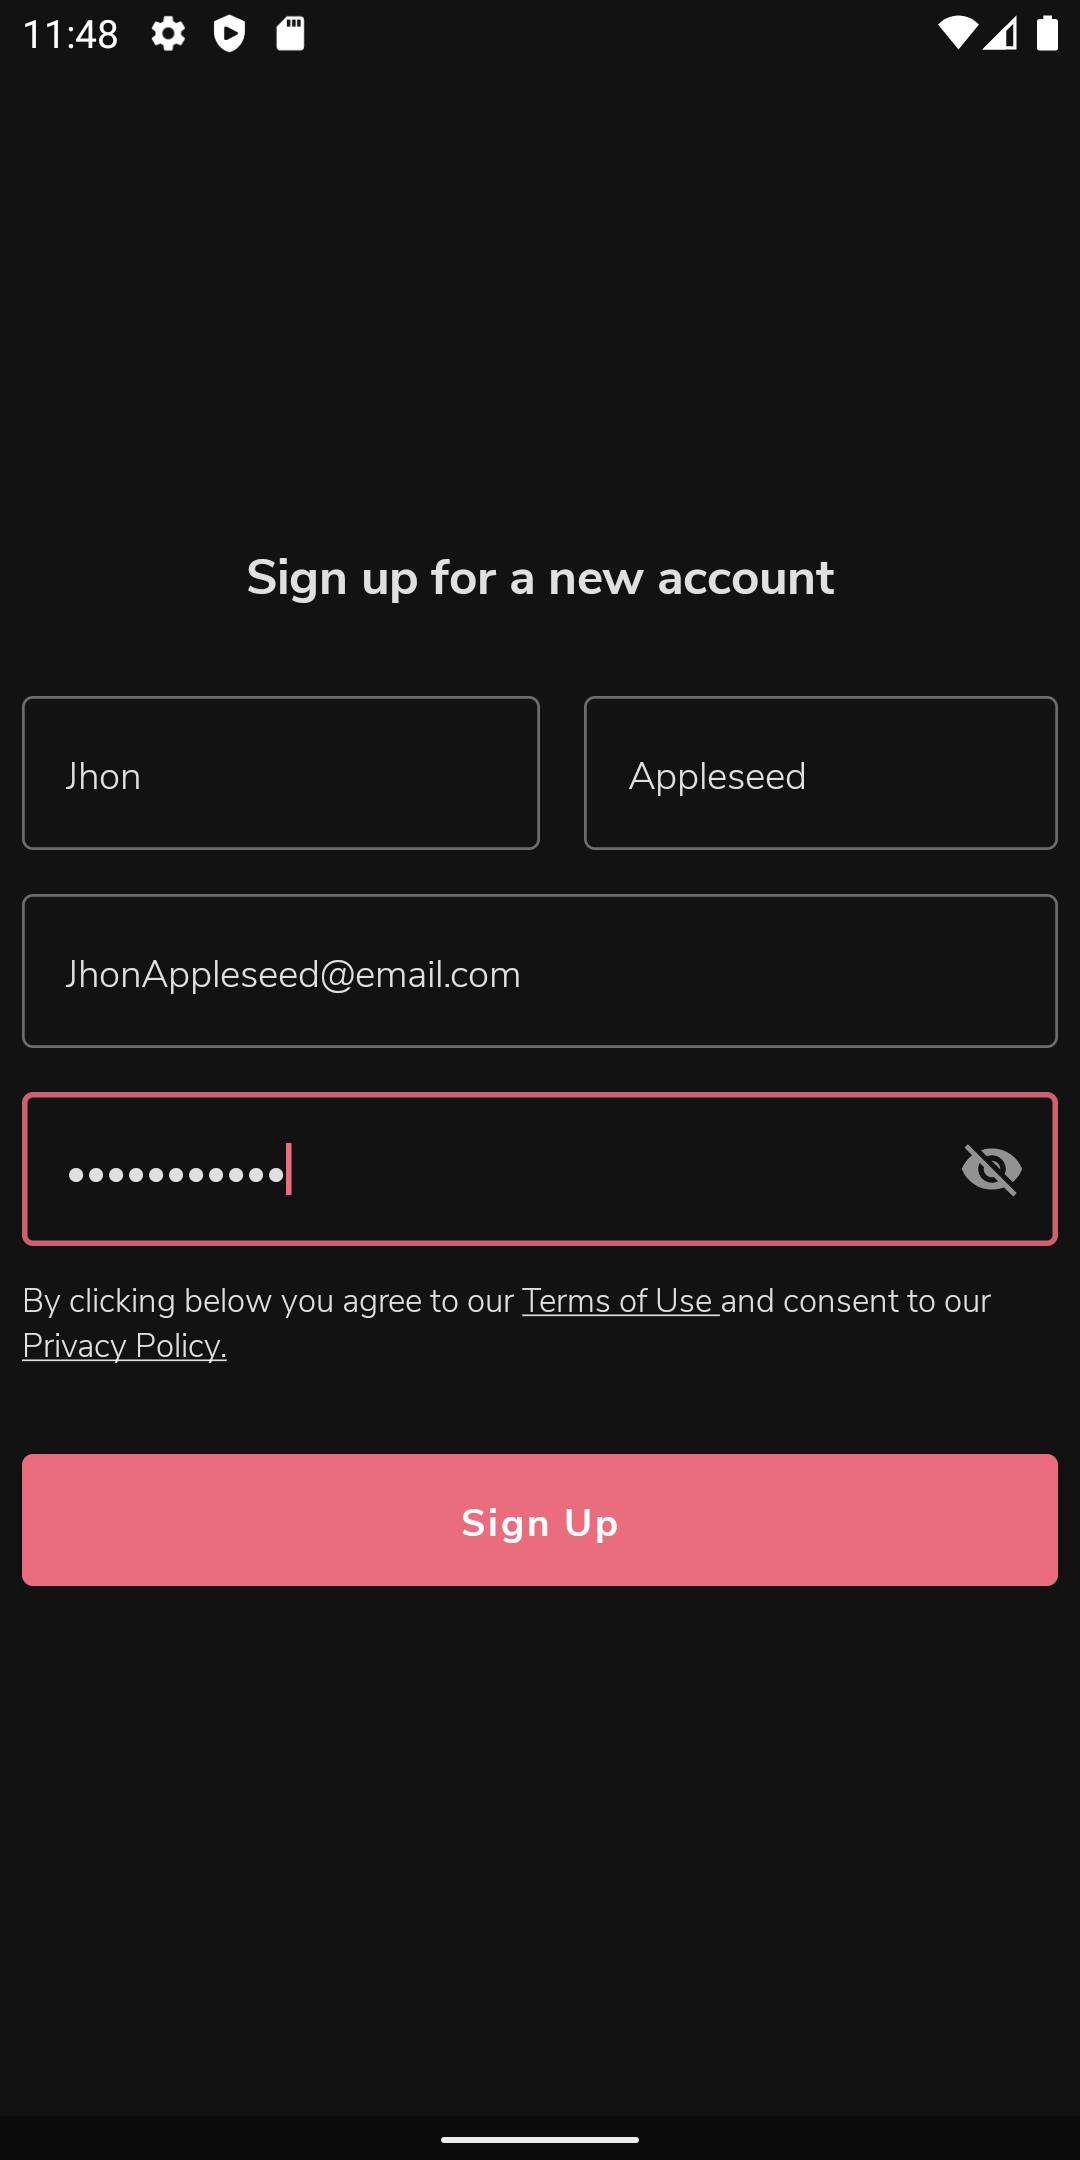 11:48
Sign up for a new account
Jhon
Appleseed
JhonAppleseed@email.com
•••••••••••
By clicking below you agree to our Terms of Use and consent to our
Privacy Policy.
Sign Up